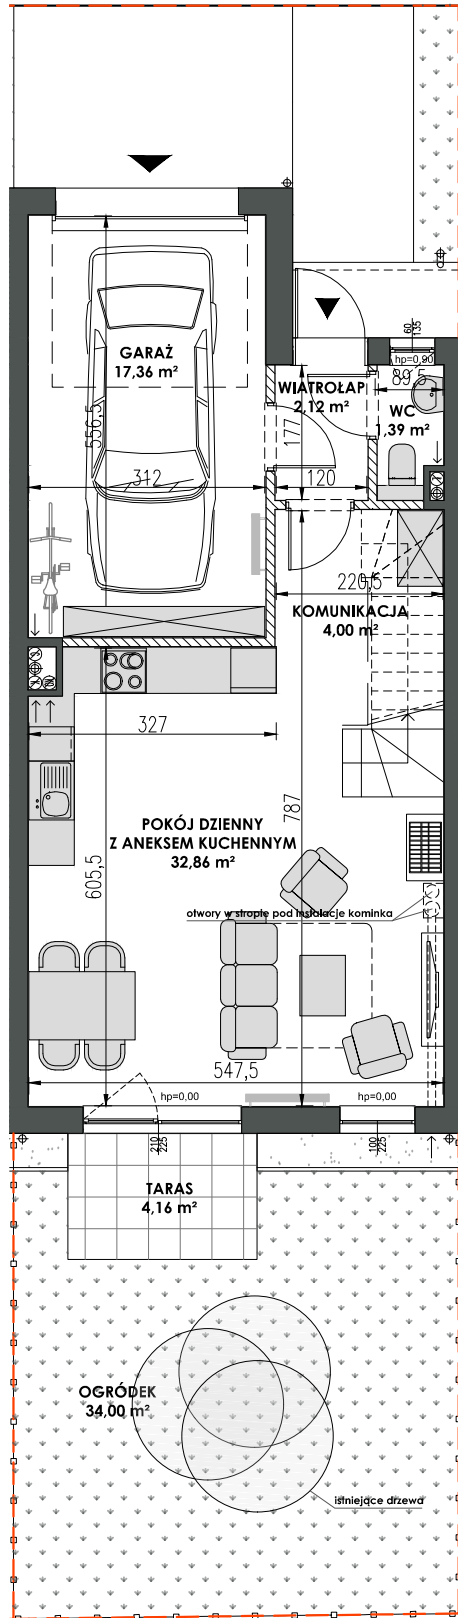 GARAŻ
17,36 m²
556,5
312
60
135
hp=0,90
89,5
WIATROŁAP
2,12 m²
WC
1,39 m²
177
120
220,5
KOMUNIKACJA
4,00 m²
327
787
POKÓJ DZIENNY
Z ANEKSEM KUCHENNYM
32,86 m²
605,5
otwory w stropie pod instalacje kominka
547,5
hp=0,00
hp=0,00
210
225
100
225
TARAS
4,16 m²
OGRÓDEK
34,00 m²
istniejące drzewa